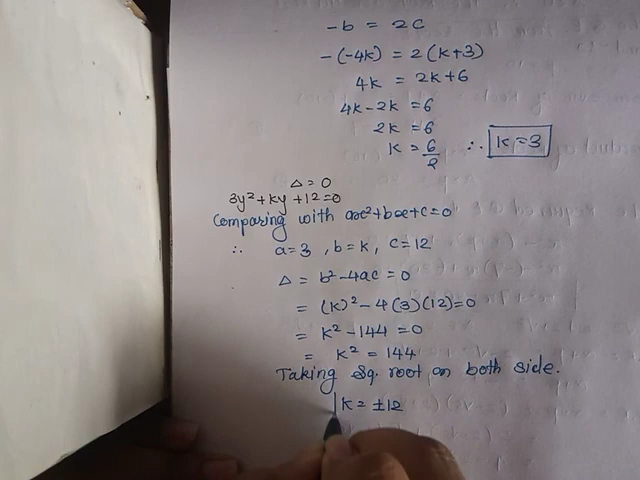 -b = 2c
-(-4k) = 2(k+3)
4k = 2k+6
4k-2k = 6
2k = 6
k = 6/2 ∴ k=3
Δ = 0
3y²+ky+12=0
Comparing with ax²+bx+c=0
∴ a=3, b=k, c=12
Δ = b²-4ac = 0
= (k)²-4(3)(12)=0
= k²-144 = 0
= k² = 144
Taking sq. root on both side.
k= ±12